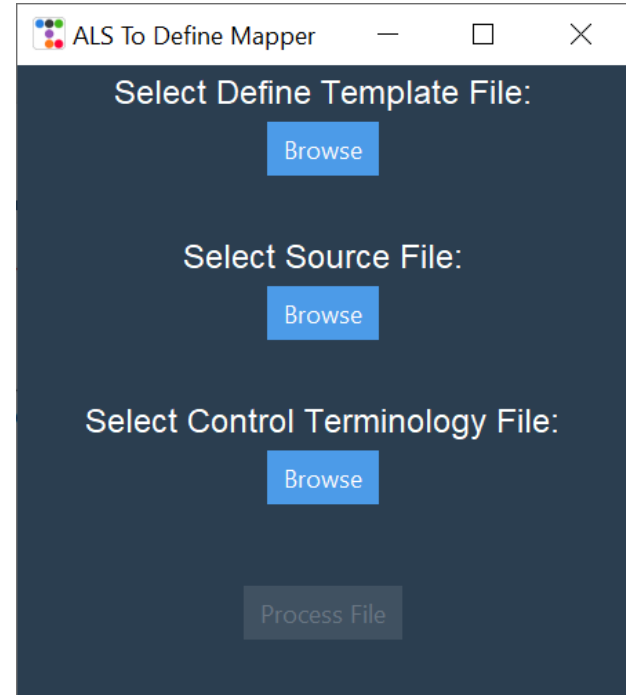 ALS To Define Mapper
Select Define Template File:
Browse
Select Source File:
Browse
Select Control Terminology File:
Browse
Process File